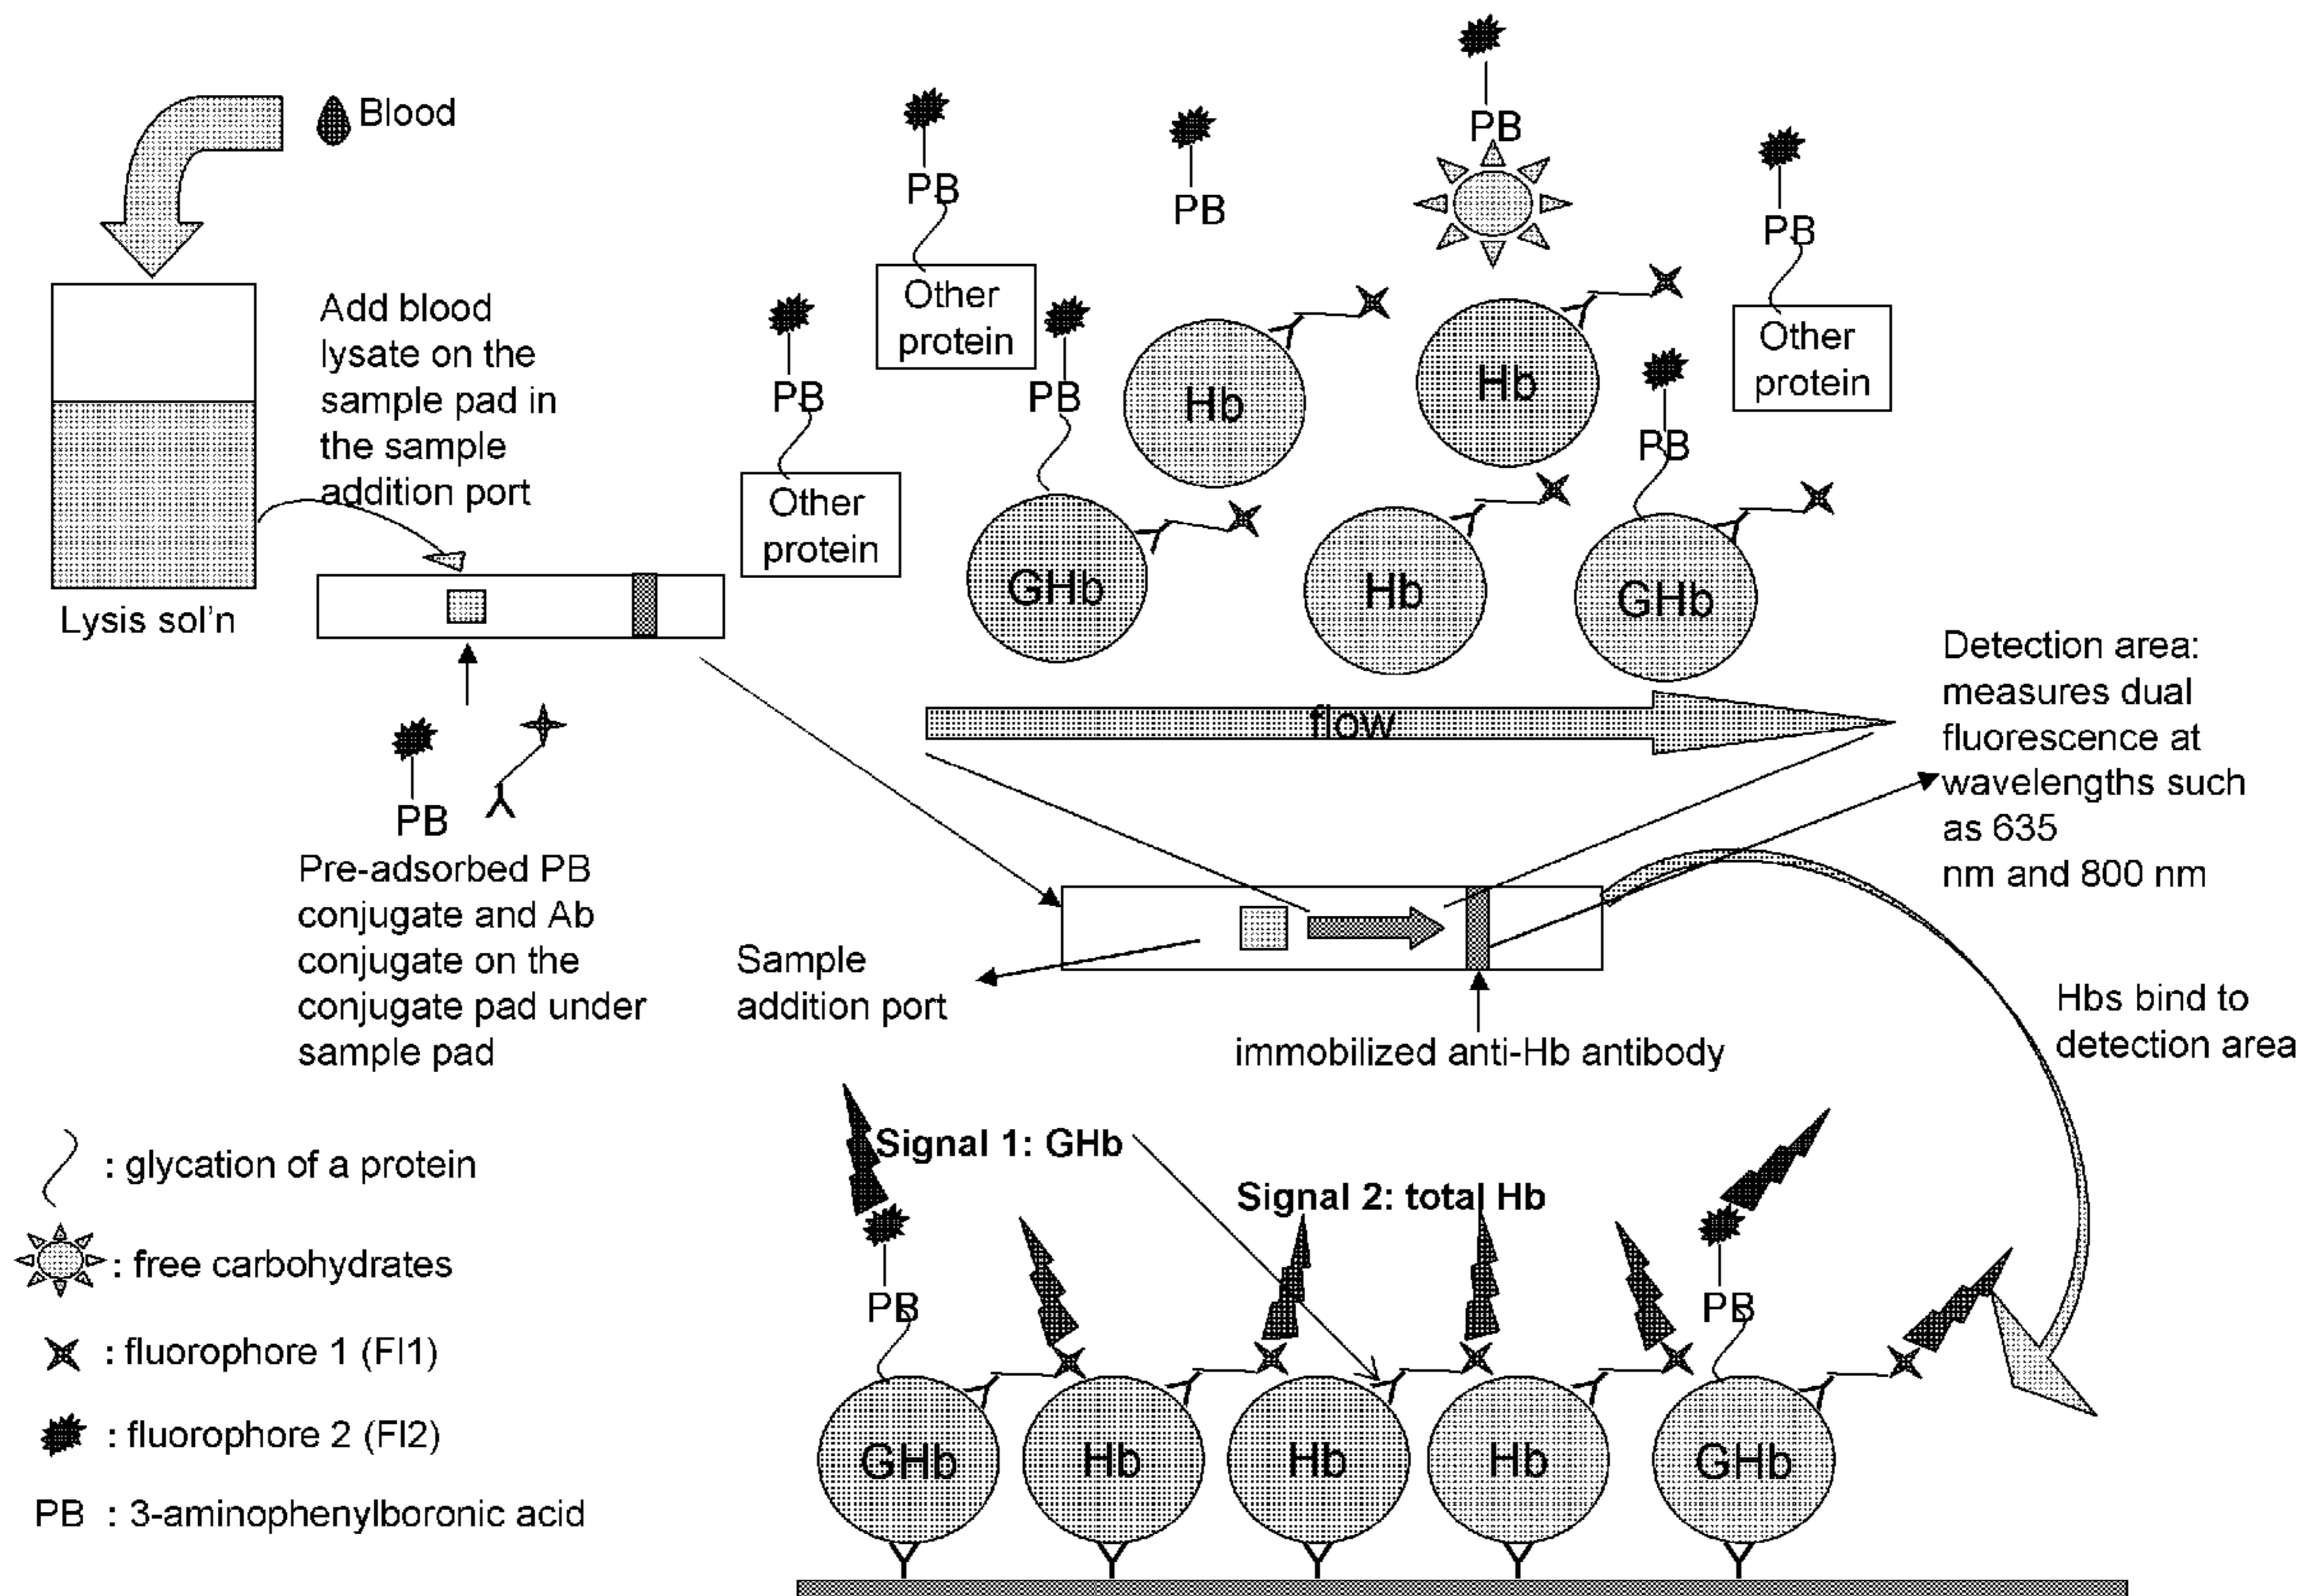 Blood
Add blood
lysate on the
sample pad in
the sample
addition port
Lysis sol'n
PB
Pre-adsorbed PB
conjugate and Ab
conjugate on the
conjugate pad under
sample pad
PB
Other
protein
PB
Other
protein
PB
PB
PB
Other
protein
PB
GHb
Hb
Hb
Hb
PB
GHb
flow
Detection area:
measures dual
fluorescence at
wavelengths such
as 635
nm and 800 nm
Sample
addition port
immobilized anti-Hb antibody
Hbs bind to
detection area
: glycation of a protein
: free carbohydrates
: fluorophore 1 (Fl1)
: fluorophore 2 (Fl2)
PB : 3-aminophenylboronic acid
Signal 1: GHb
Signal 2: total Hb
PB
PB
GHb
Hb
Hb
Hb
GHb